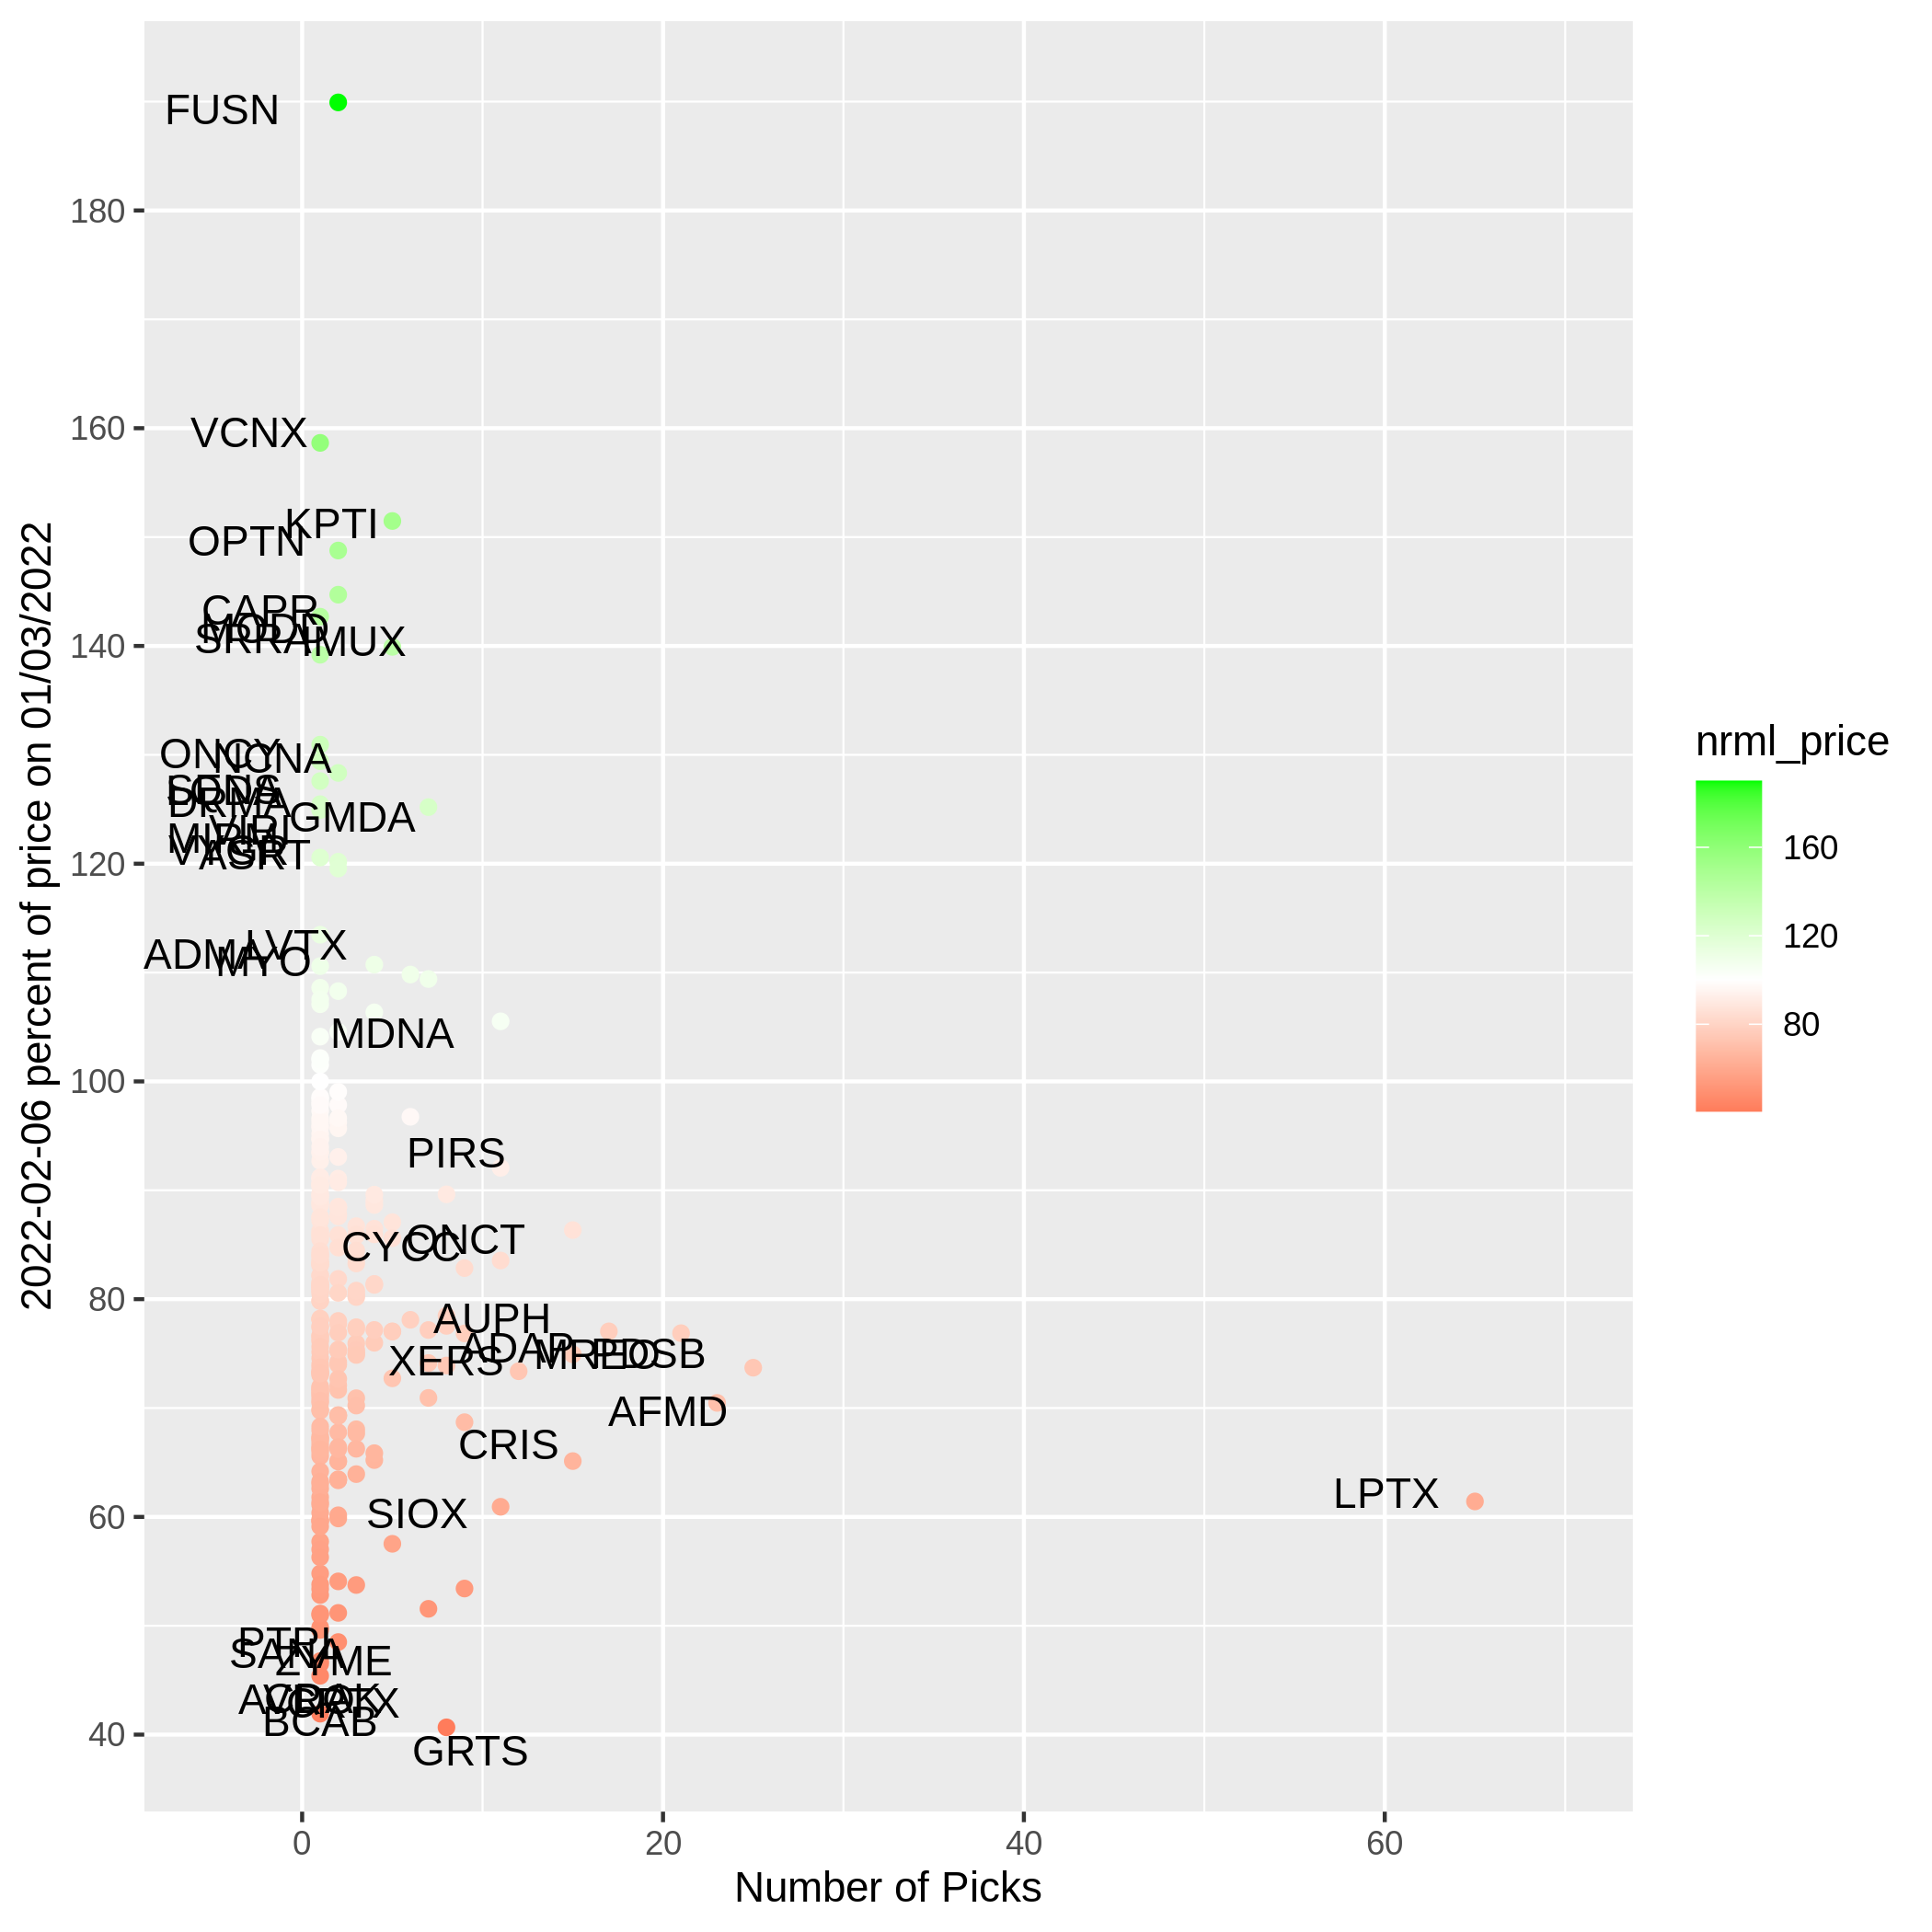 FUSN
180
VCNX
160
KPTI
OPTN
CAPR
MODD
SRRA
IMUX
140
ONCY
NCNA
GMDA
ASRT
120
LVTX
ADMA
MYO
MDNA
100
PIRS
ONCT
CYCC
80
AUPH
ADAP
XERS
PDSB
AFMD
CRIS
LPTX
SIOX
60
PTPI
ZYME
BCAB
GRTS
40
0 20 40 60
Number of Picks
2022-02-06 percent of price on 01/03/2022
nrml_price
160
120
80